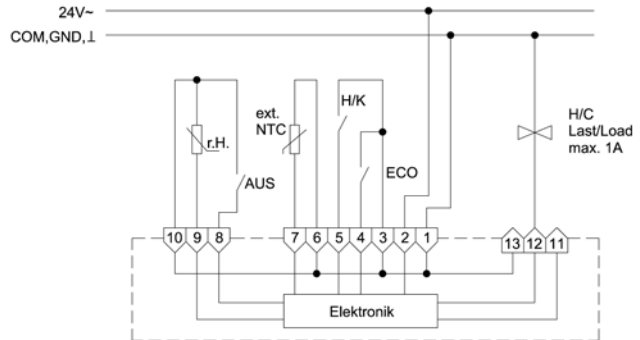 24V~
COM,GND,⊥
H/K
ext.
NTC
r.H.
H/C
Last/Load
max. 1A
AUS
ECO
10 9 8 7 6 5 4 3 2 1 13 12 11
Elektronik